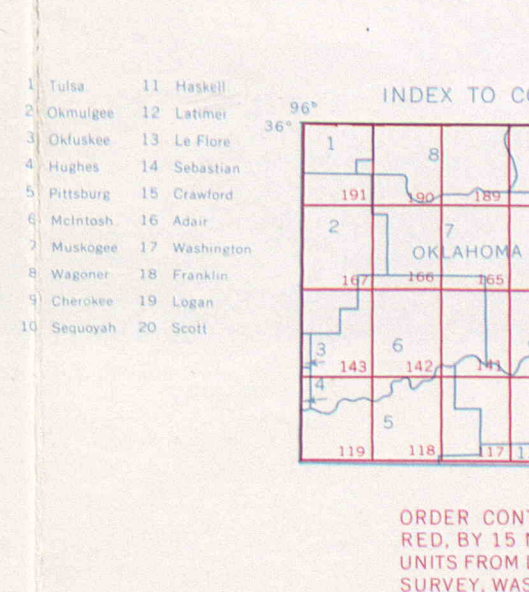 1 Tulsa 11 Haskell
2 Okmulgee 12 Latimer
3 Okfuskee 13 Le Flore
4 Hughes 14 Sebastian
5 Pittsburg 15 Crawford
6 McIntosh 16 Adair
7 Muskogee 17 Washington
8 Wagoner 18 Franklin
9 Cherokee 19 Logan
10 Sequoyah 20 Scott
INDEX TO CO
96°
36°
1 8
191 190 189
2 7
OKLAHOMA
167 166 165
3 6
143 142 141
4
5
119 118 117 1
ORDER CONT
RED, BY 15 M
UNITS FROM
SURVEY, WAS